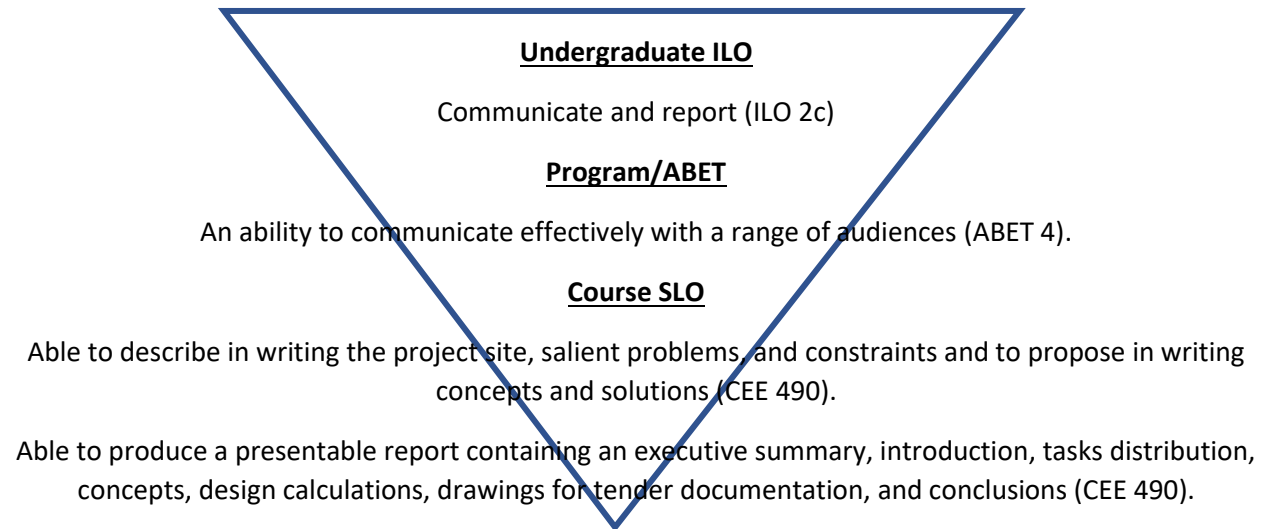 Undergraduate ILO
Communicate and report (ILO 2c)
Program/ABET
An ability to communicate effectively with a range of audiences (ABET 4).
Course SLO
Able to describe in writing the project site, salient problems, and constraints and to propose in writing
concepts and solutions (CEE 490).
Able to produce a presentable report containing an executive summary, introduction, tasks distribution,
concepts, design calculations, drawings for tender documentation, and conclusions (CEE 490).